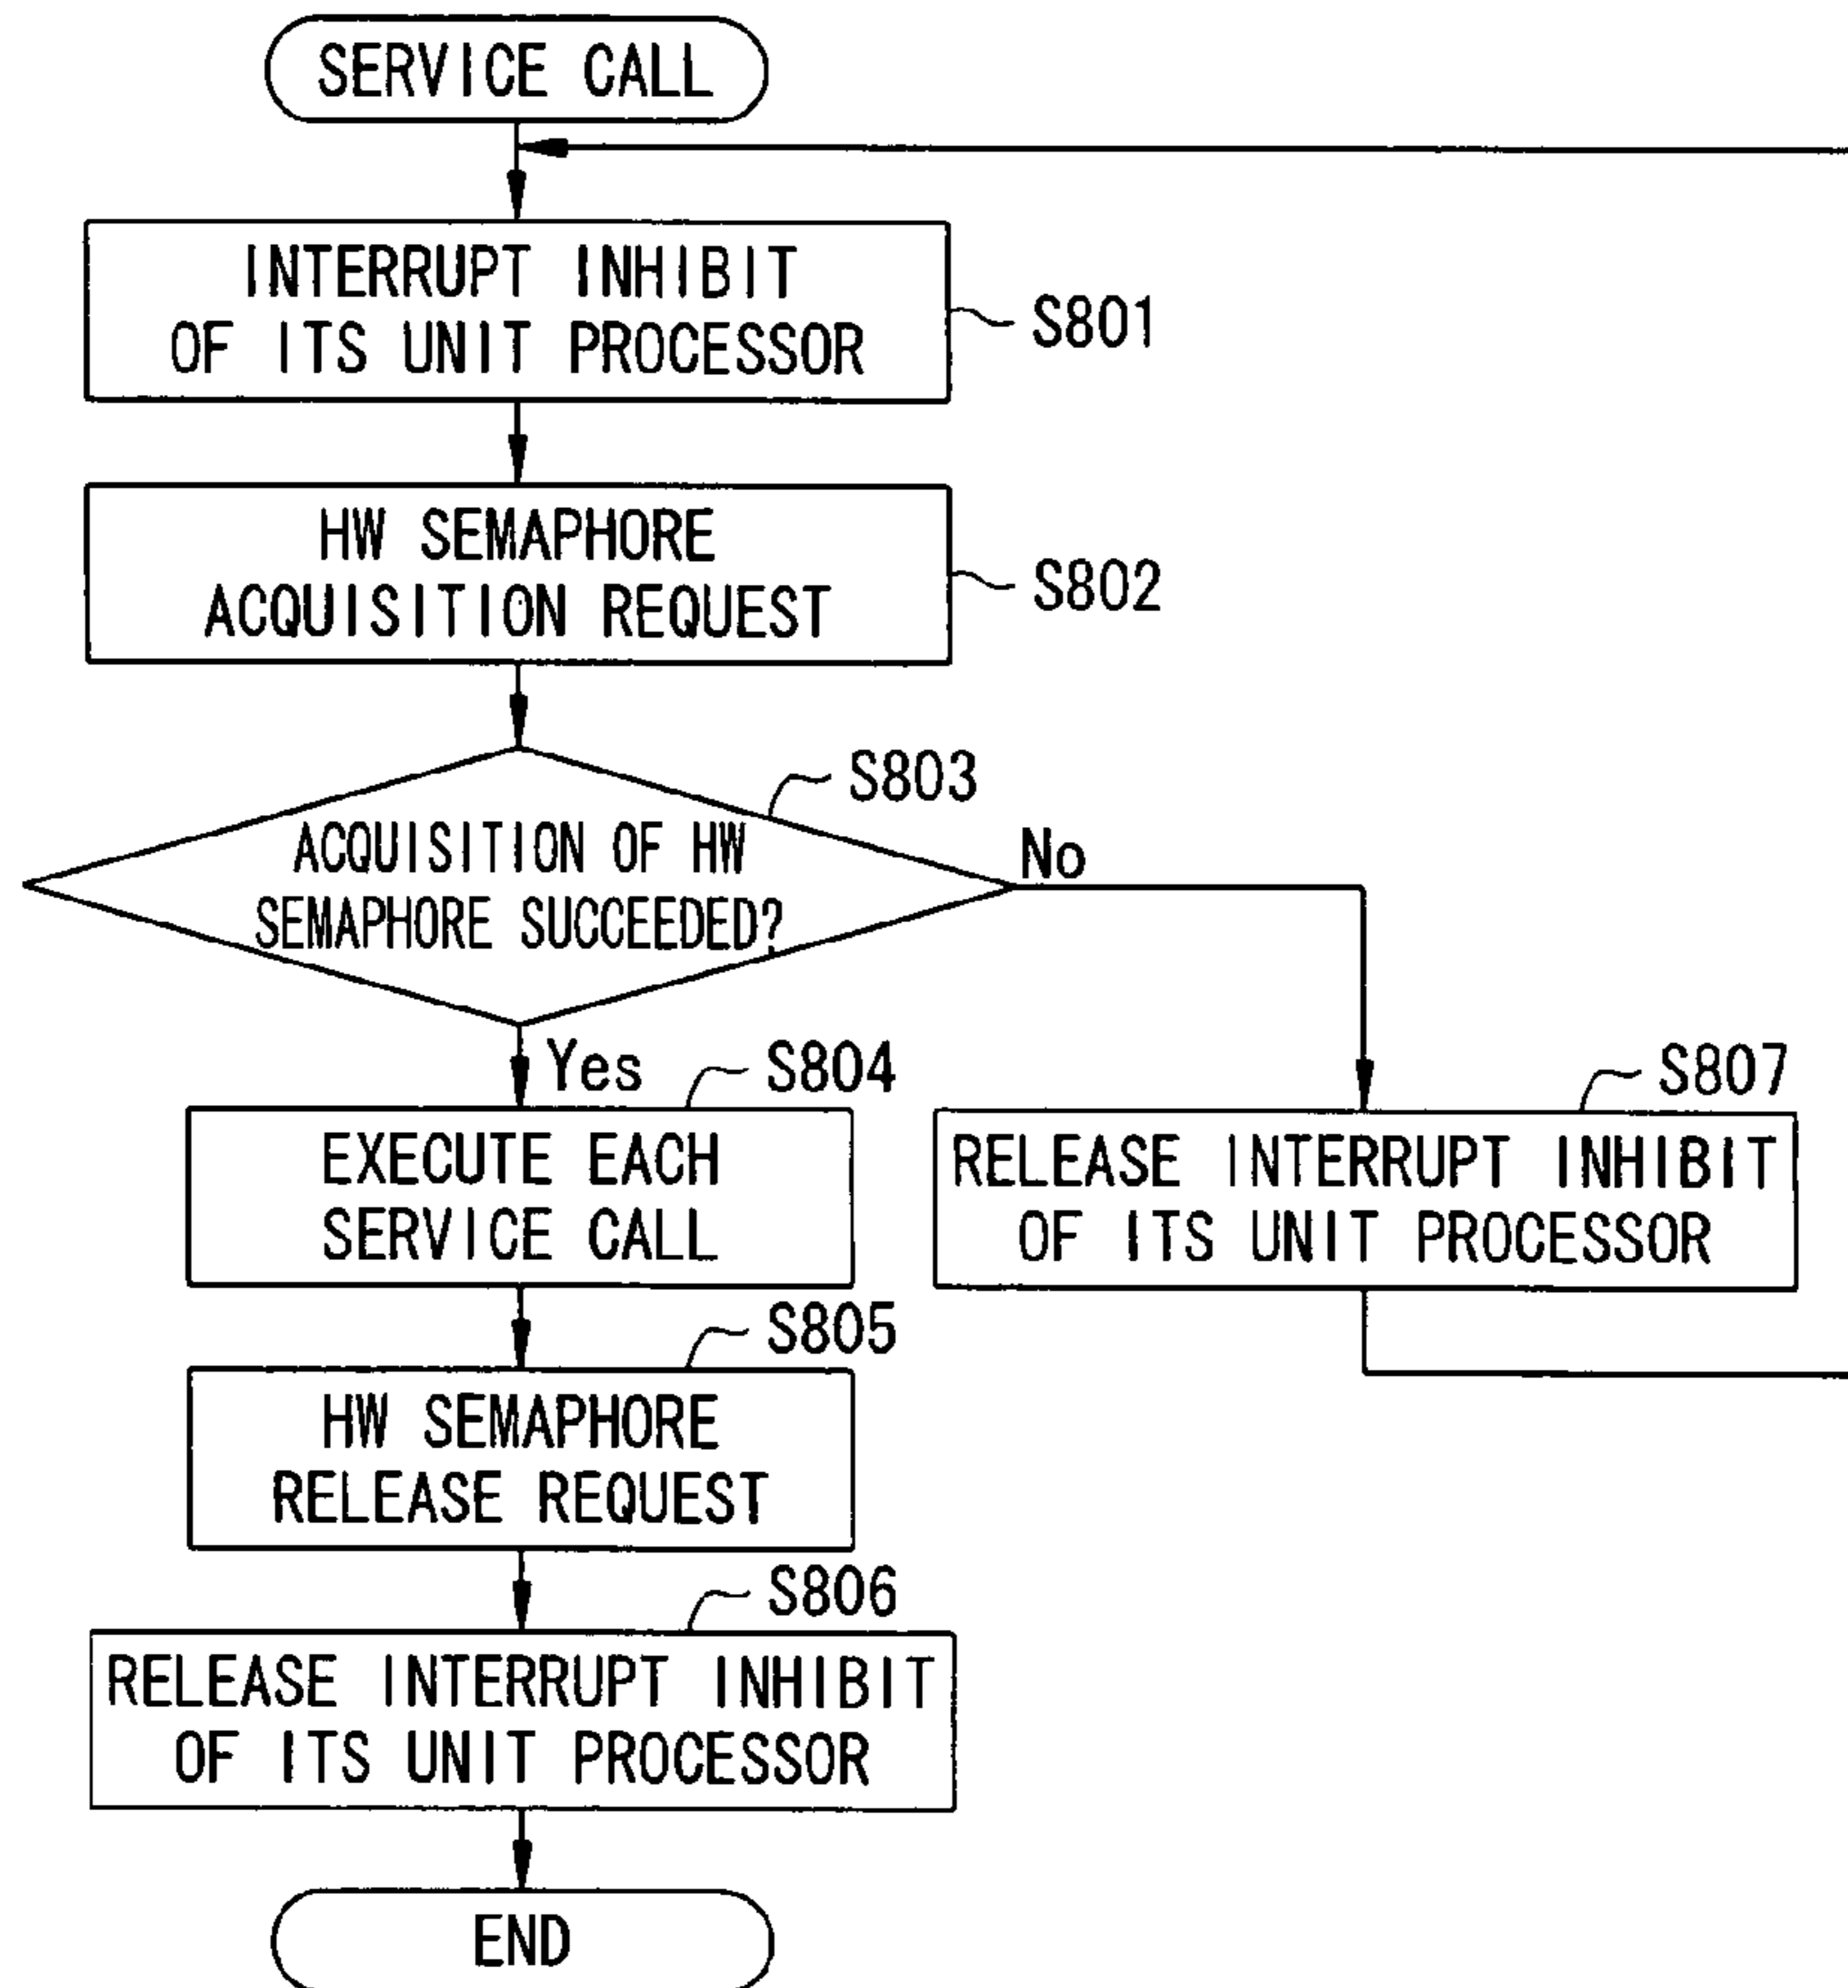 SERVICE CALL
INTERRUPT INHIBIT
OF ITS UNIT PROCESSOR
S801
HW SEMAPHORE
ACQUISITION REQUEST
S802
S803
ACQUISITION OF HW
SEMAPHORE SUCCEEDED?
No
Yes
S804
EXECUTE EACH
SERVICE CALL
S807
RELEASE INTERRUPT INHIBIT
OF ITS UNIT PROCESSOR
S805
HW SEMAPHORE
RELEASE REQUEST
S806
RELEASE INTERRUPT INHIBIT
OF ITS UNIT PROCESSOR
END